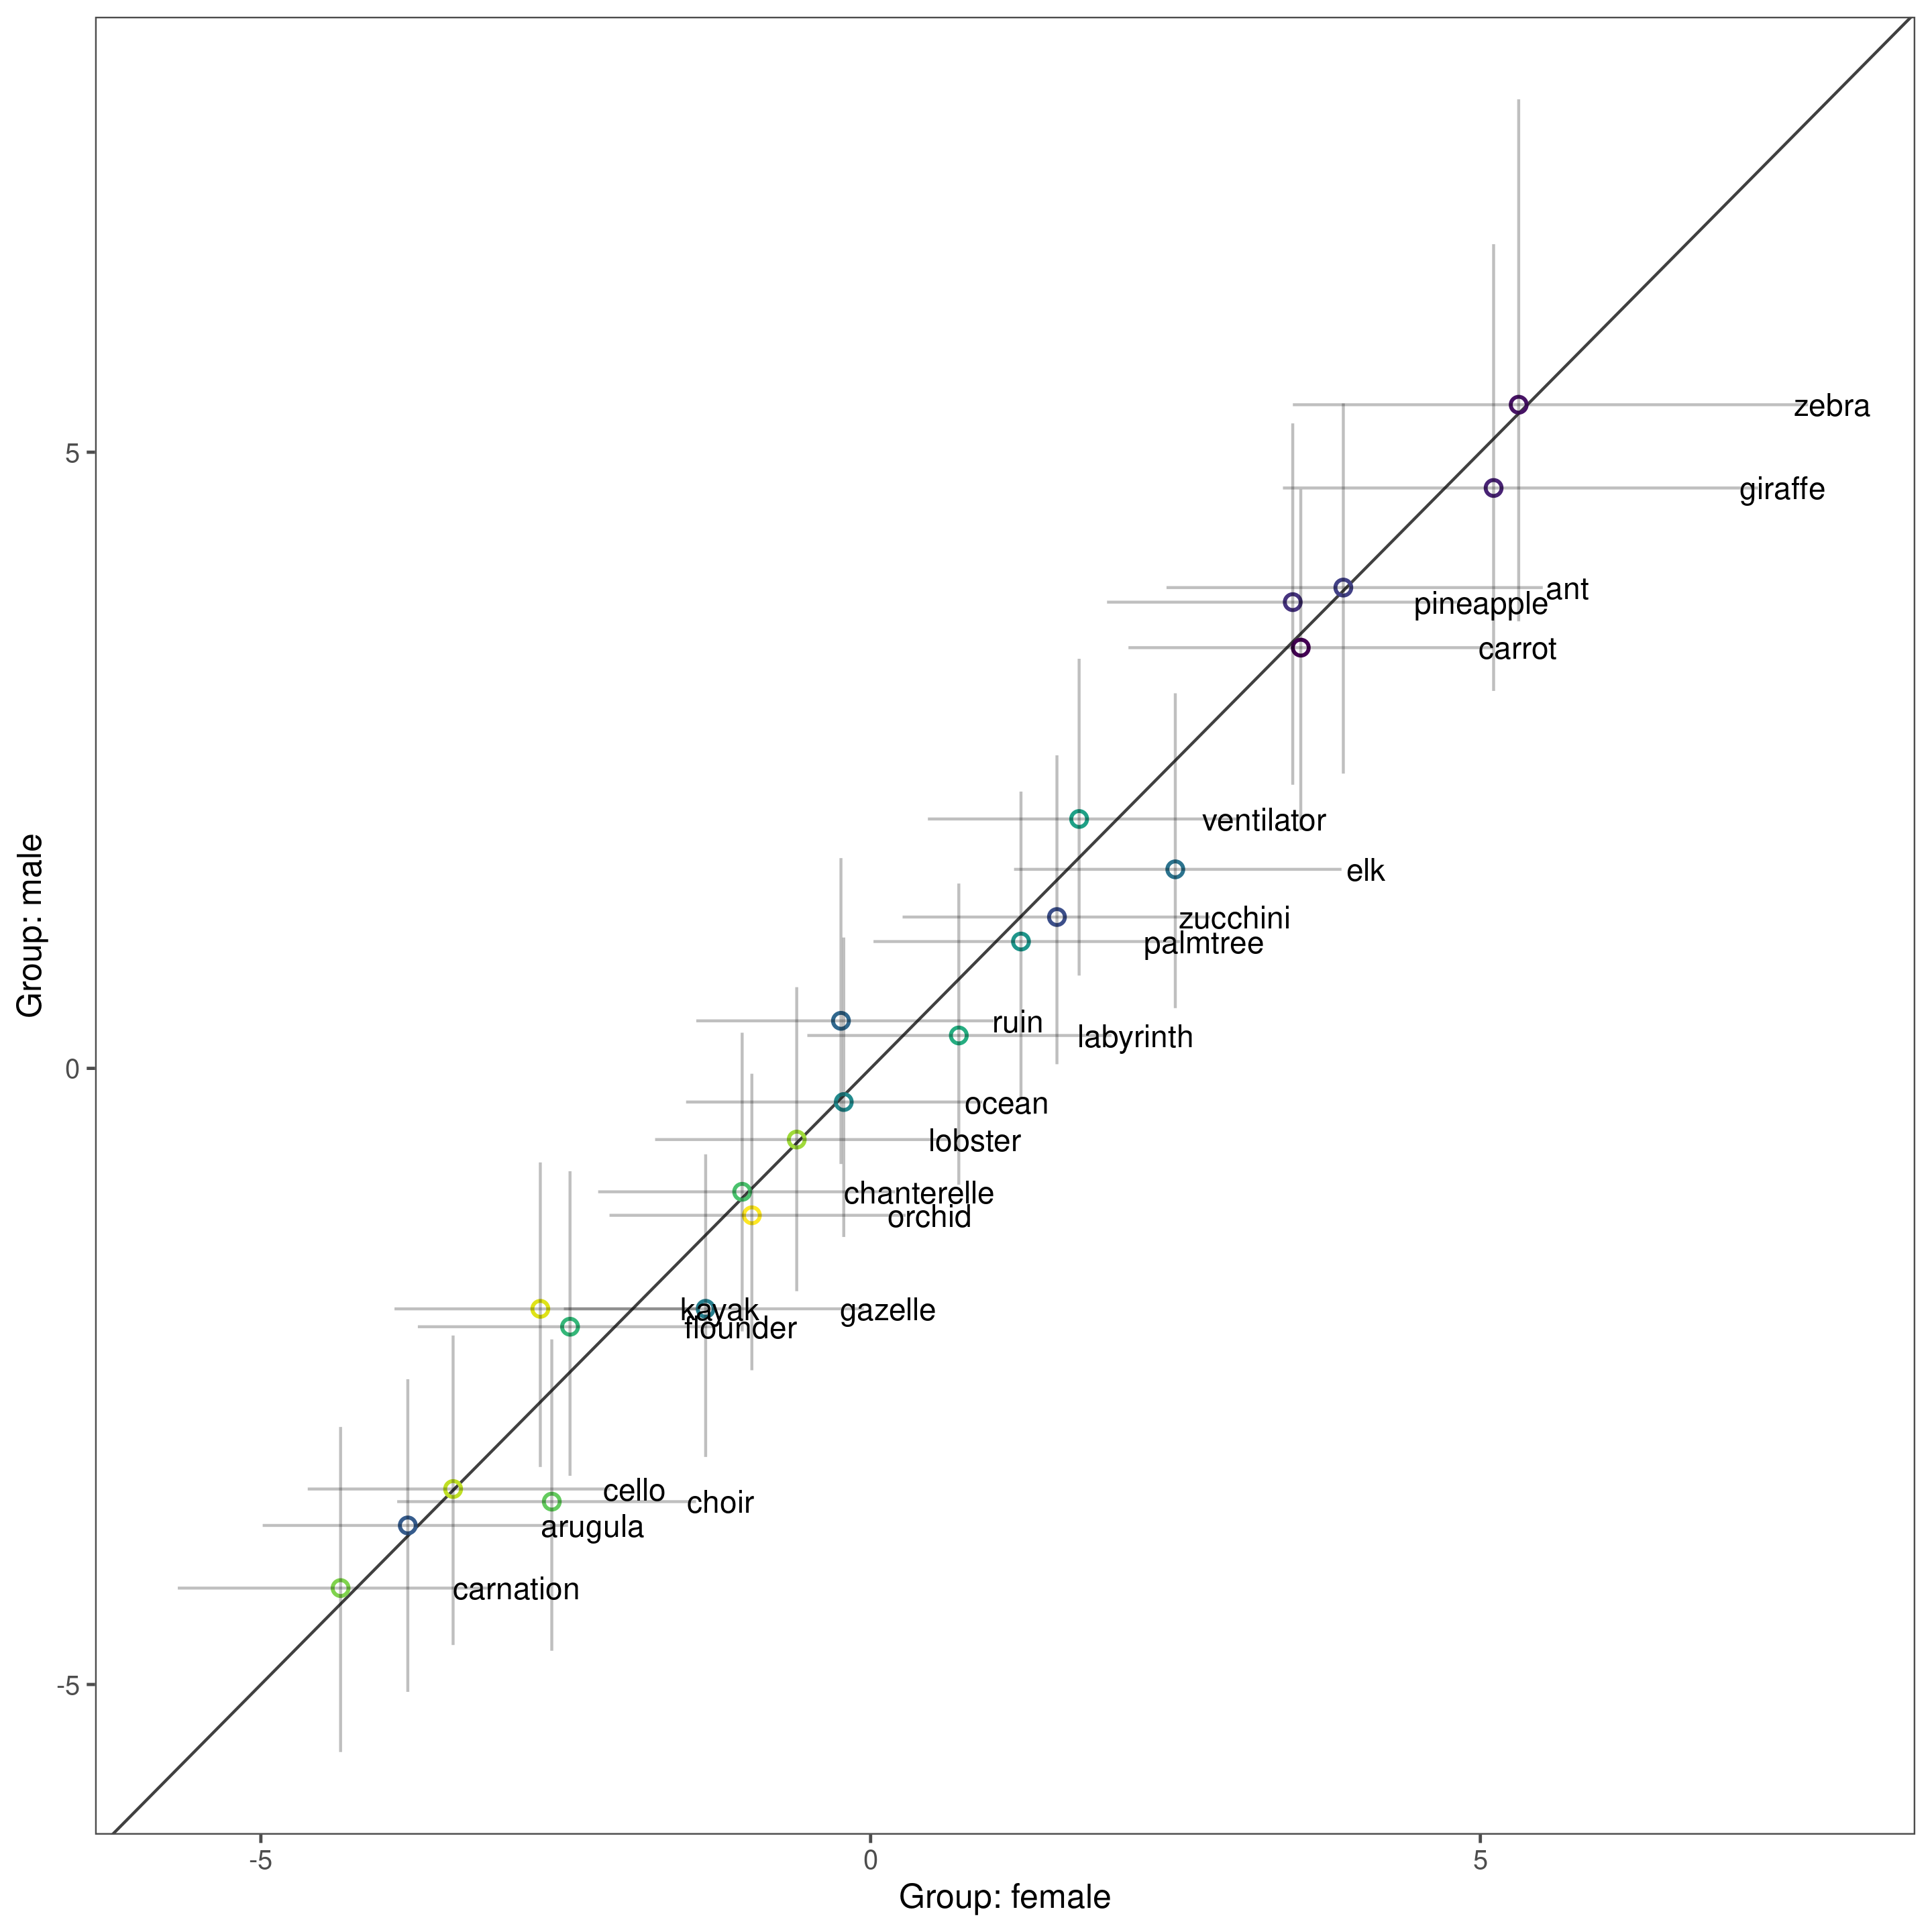 zebra
5
giraffe
ant
pineapple
carrot
ventilator
elk
zucchini
palmtree
Group: male
ruin
labyrinth
0
ocean
lobster
chanterelle
orchid
kayak
gazelle
flounder
cello
choir
arugula
carnation
-5
-5
0
5
Group: female